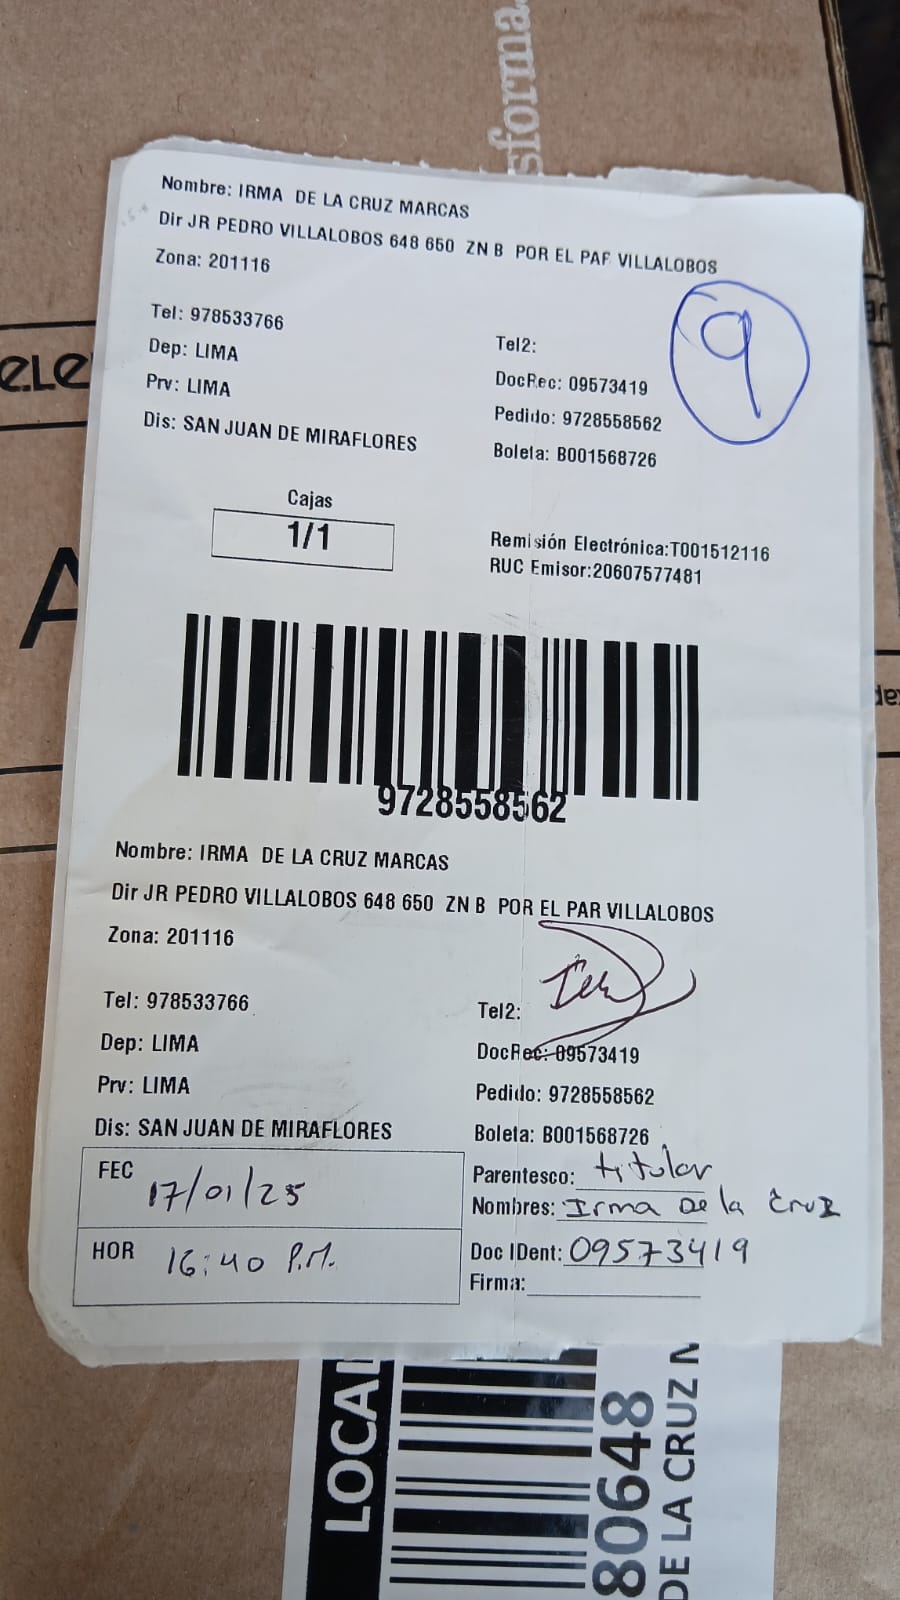 sforma
Nombre: IRMA DE LA CRUZ MARCAS
Dir JR PEDRO VILLALOBOS 648 650 ZN B POR EL PAR VILLALOBOS
Zona: 201116
Tel: 978533766
Dep: LIMA
Prv: LIMA
Dis: SAN JUAN DE MIRAFLORES
Tel2:
DocRec: 09573419
Pedido: 9728558562
Boleta: B001568726
9
Cajas
1/1
Remisión Electrónica:T001512116
RUC Emisor:20607577481
9728558562
Nombre: IRMA DE LA CRUZ MARCAS
Dir JR PEDRO VILLALOBOS 648 650 ZN B POR EL PAR VILLALOBOS
Zona: 201116
Tel: 978533766
Dep: LIMA
Prv: LIMA
Dis: SAN JUAN DE MIRAFLORES
Tel2:
DocRec: 09573419
Pedido: 9728558562
Boleta: B001568726
FEC 17/01/25
HOR 16:40 P.M.
Parentesco: titular
Nombres: Irma De la Cruz
Doc IDent: 09573419
Firma:
LOCAL
80648
DE LA CRUZ M